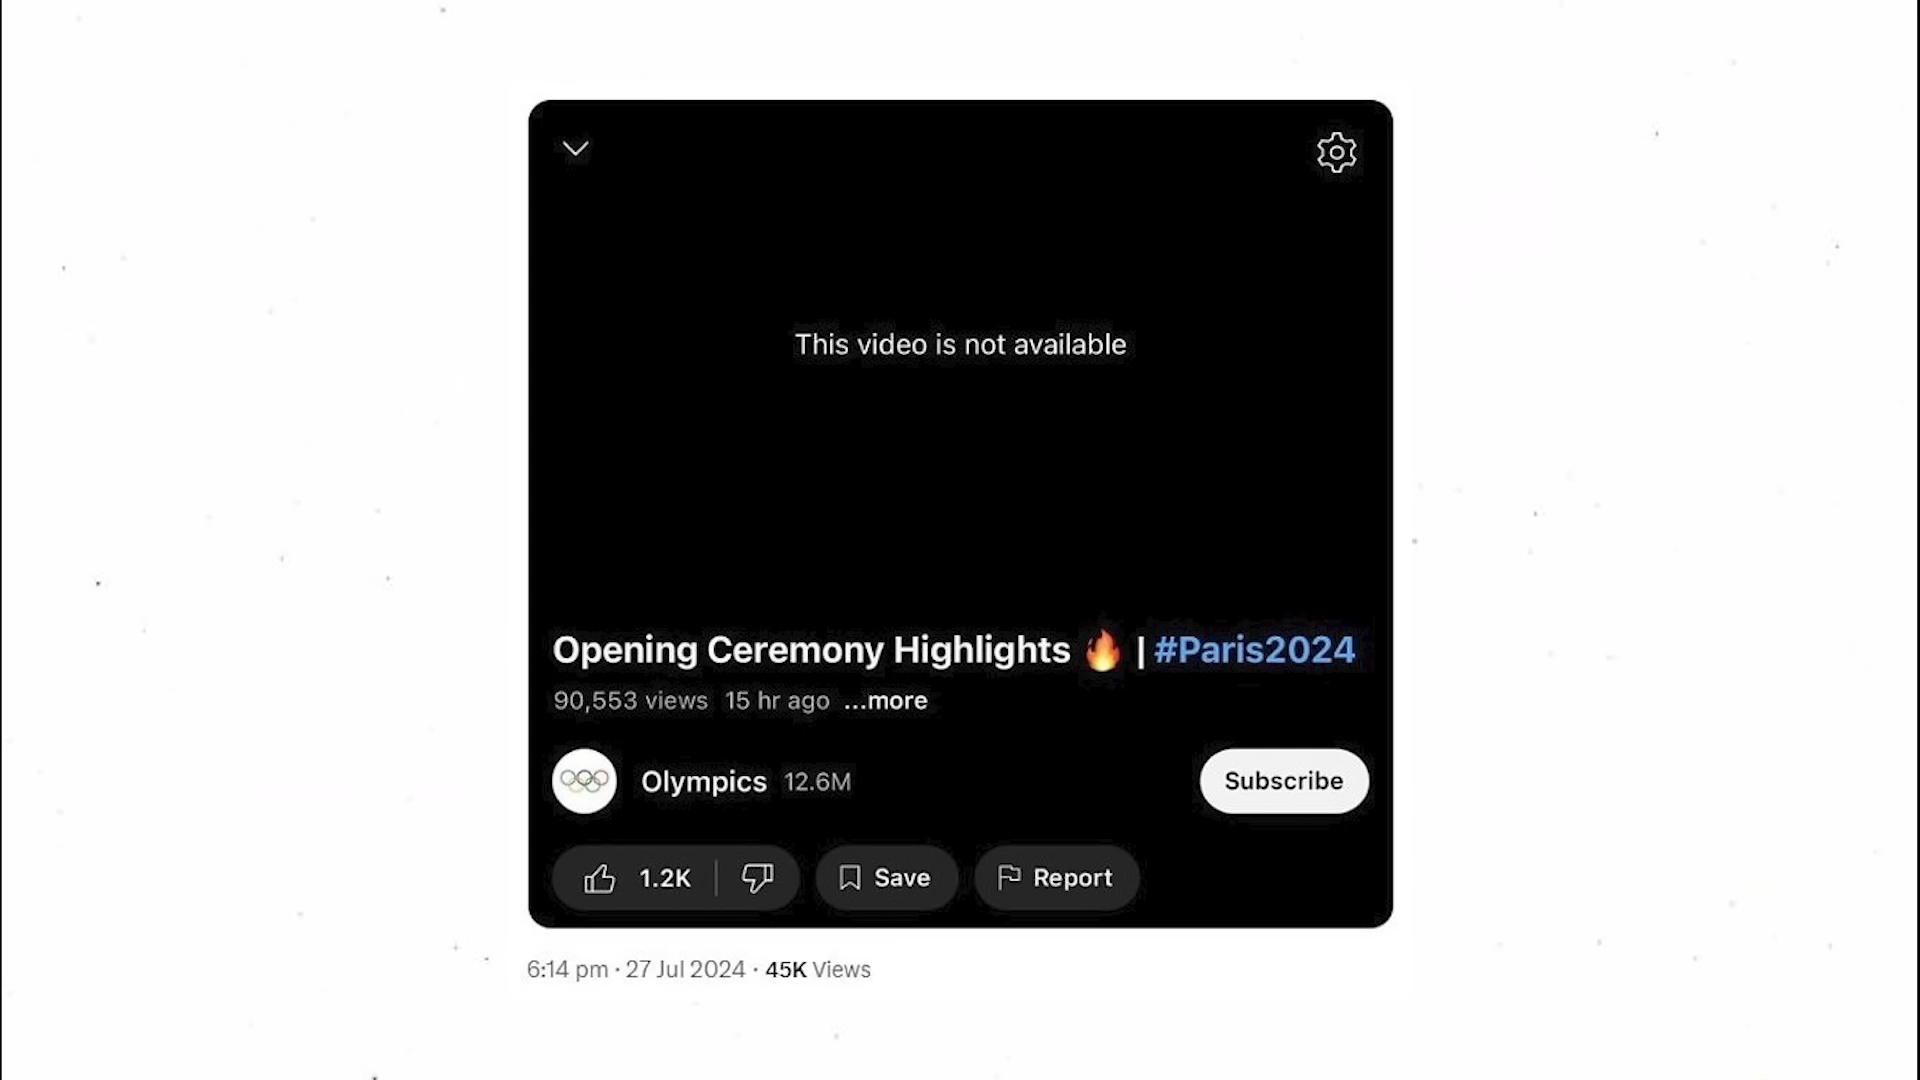 This video is not available
Opening Ceremony Highlights 🔥 | #Paris2024
90,553 views 15 hr ago ...more
Olympics 12.6M
Subscribe
1.2K
Save
Report
6:14 pm · 27 Jul 2024 · 45K Views